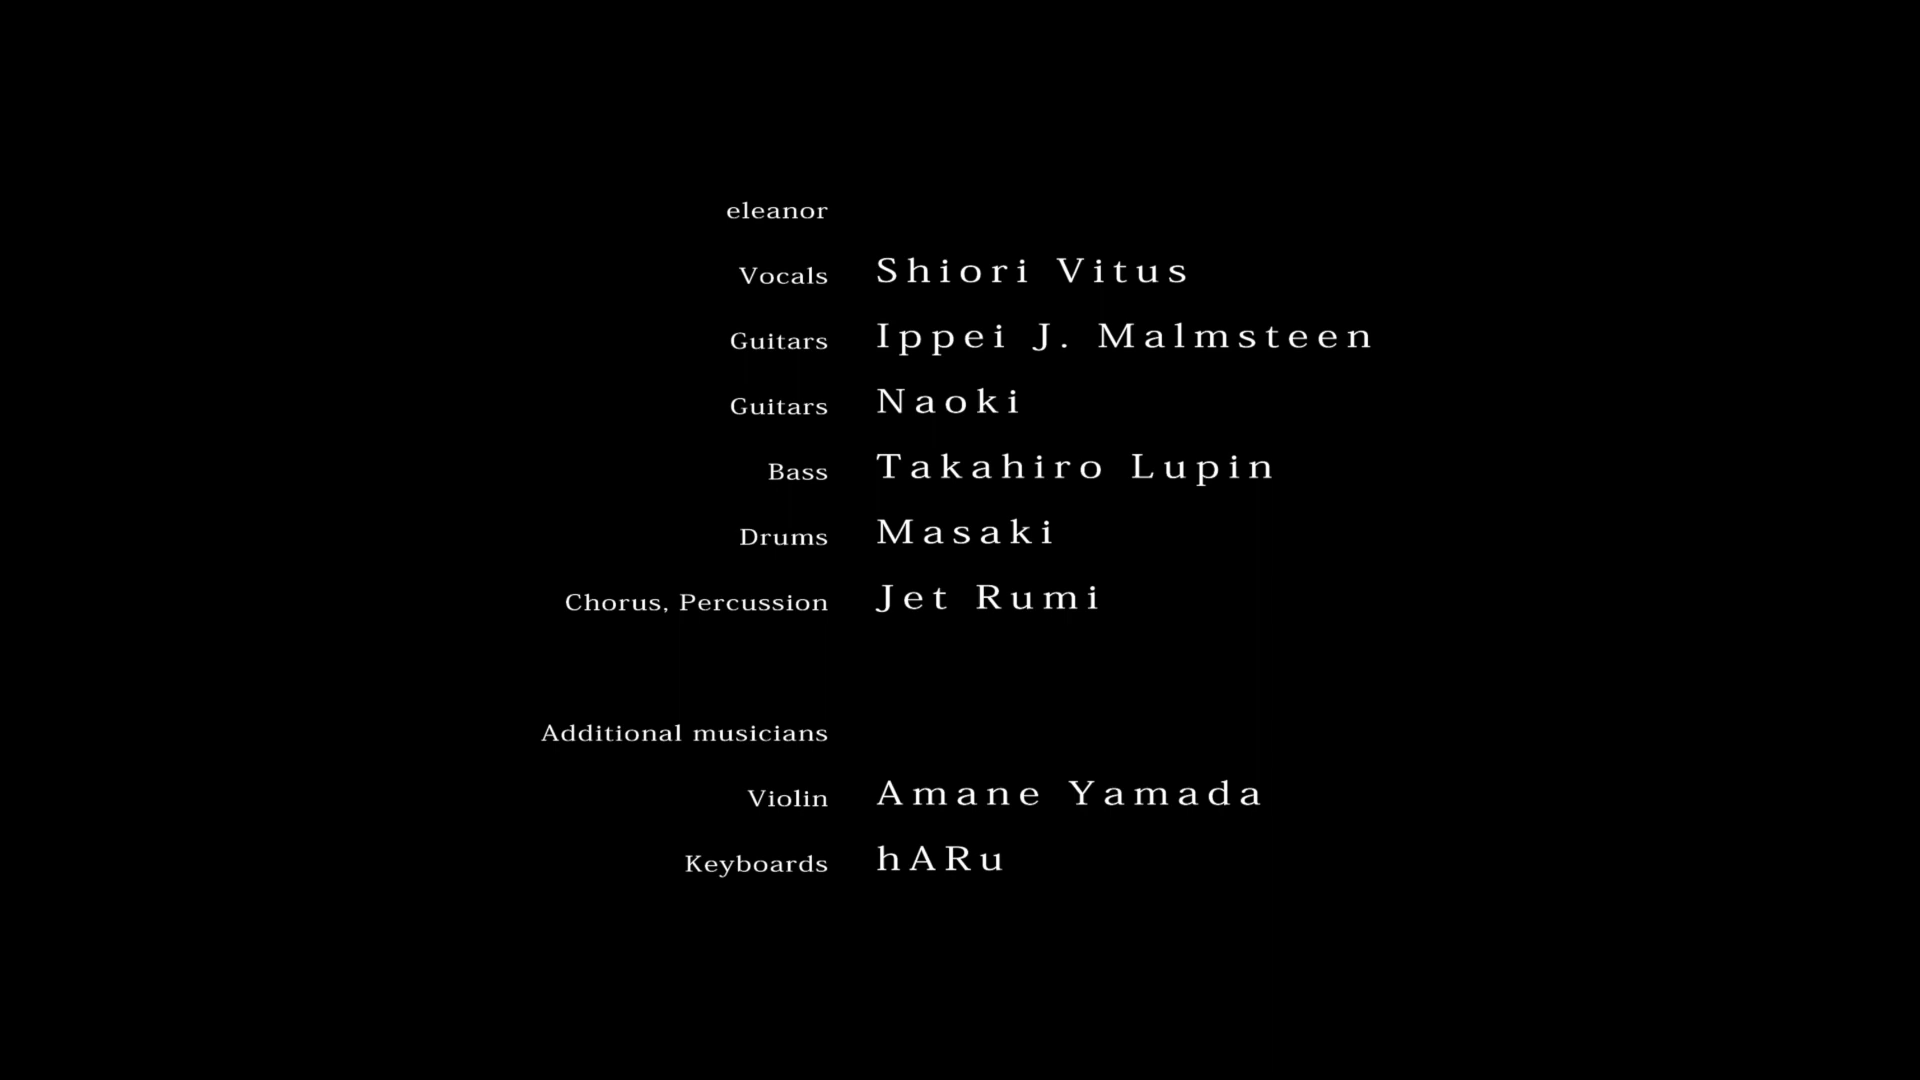 eleanor
Vocals Shiori Vitus
Guitars Ippei J. Malmsteen
Guitars Naoki
Bass Takahiro Lupin
Drums Masaki
Chorus, Percussion Jet Rumi
Additional musicians
Violin Amane Yamada
Keyboards hARu